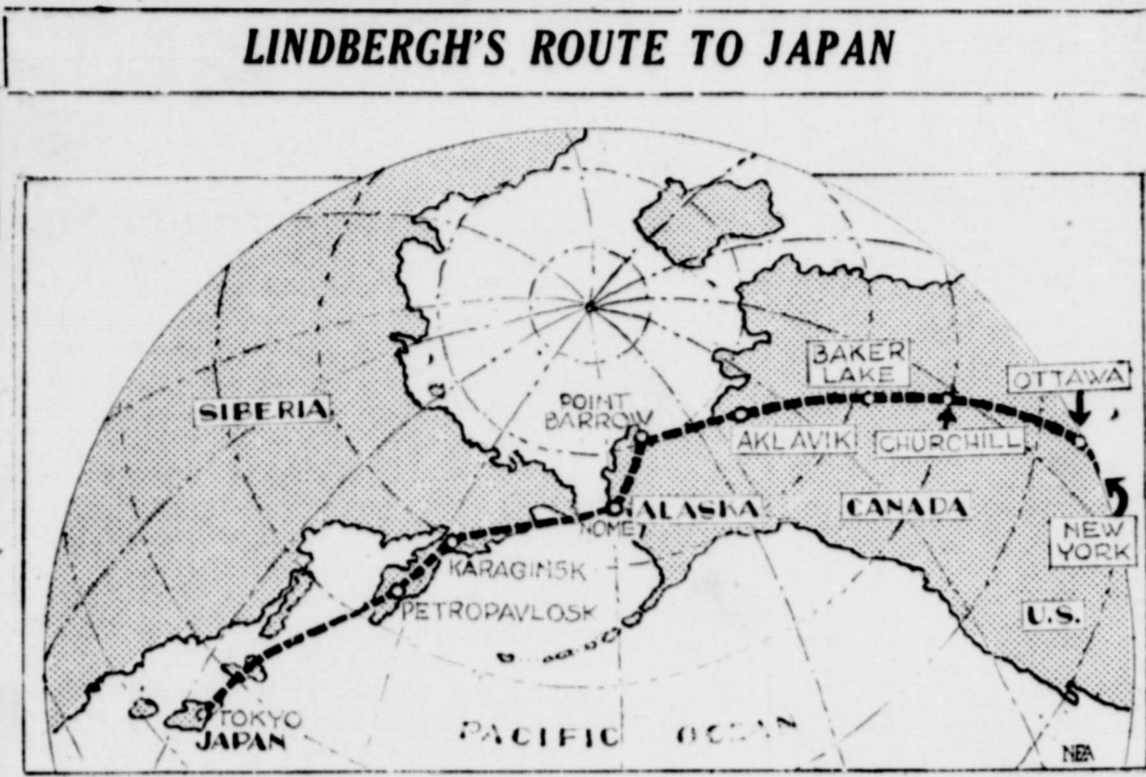 LINDBERGH'S ROUTE TO JAPAN
BAKER
LAKE
OTTAWA
POINT
BARROW
SIBERIA
AKLAVIK
CHURCHILL
ALASKA
CANADA
NOME
NEW
YORK
KARAGINSK
PETROPAVLOSK
U.S.
TOKYO
JAPAN
PACIFIC OCEAN
NEA